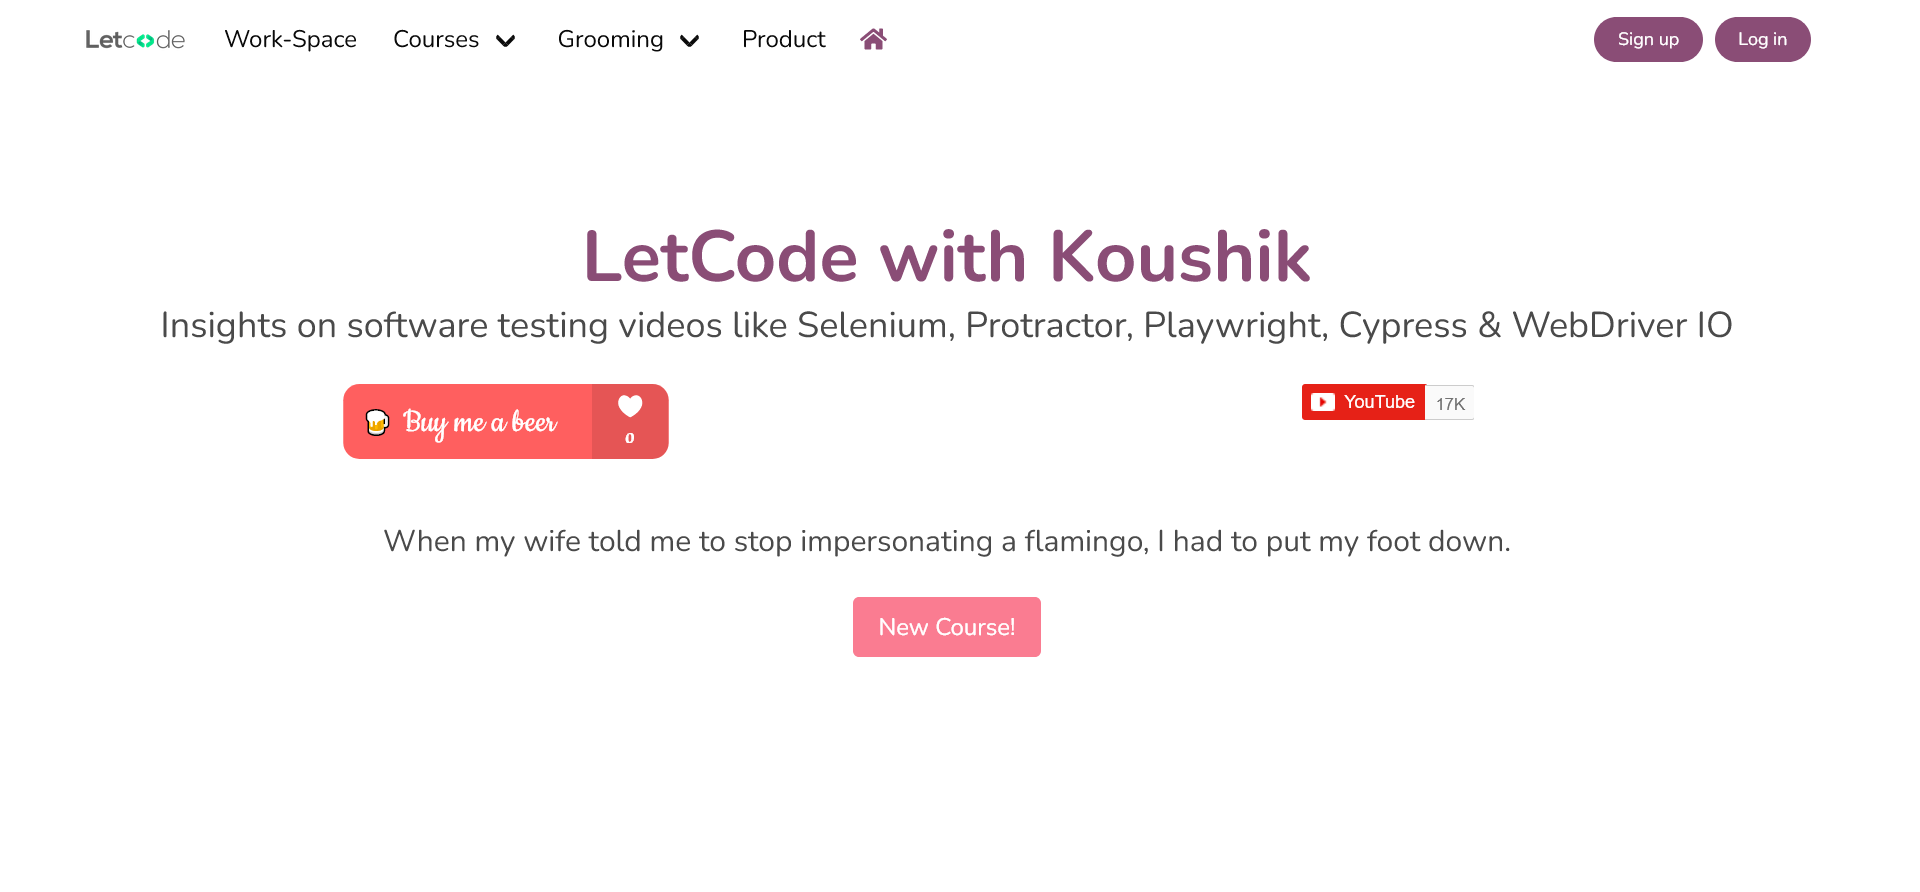 Letcode Work-Space Courses Grooming Product Sign up Log in
LetCode with Koushik
Insights on software testing videos like Selenium, Protractor, Playwright, Cypress & WebDriver IO
Buy me a beer 0
YouTube 17K
When my wife told me to stop impersonating a flamingo, I had to put my foot down.
New Course!